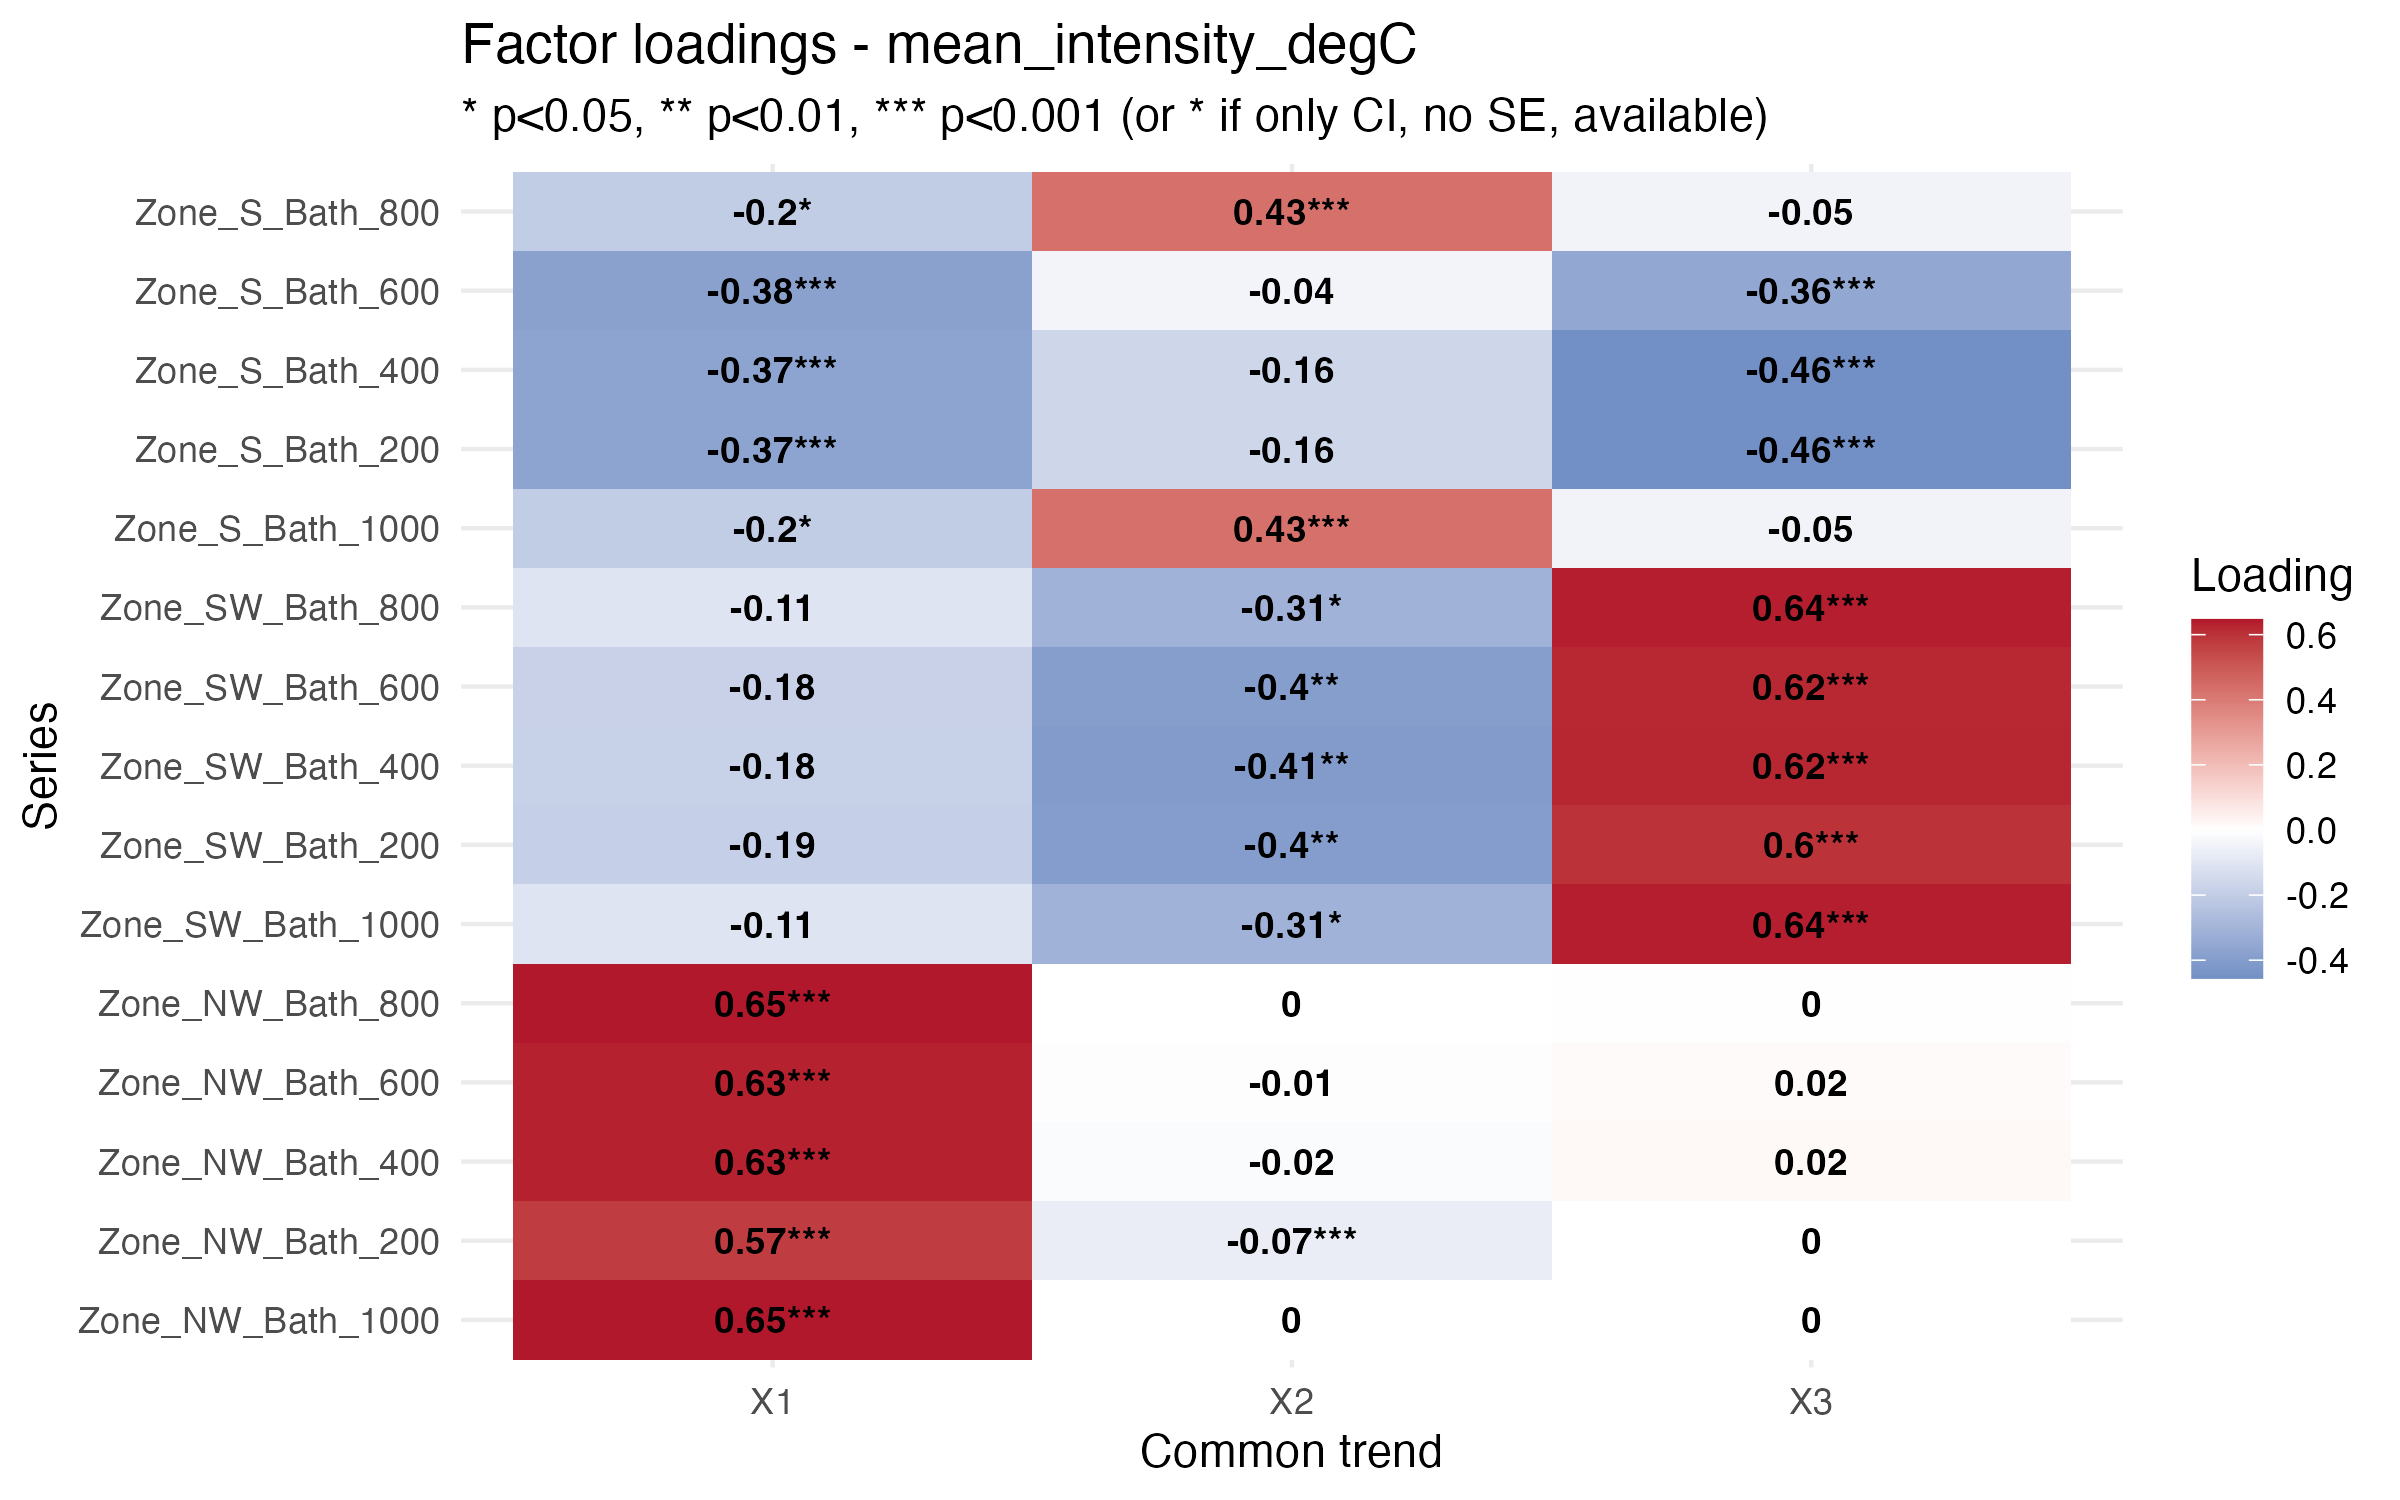 Factor loadings - mean_intensity_degC
* p<0.05, ** p<0.01, *** p<0.001 (or * if only CI, no SE, available)
Zone_S_Bath_800 -0.2* 0.43*** -0.05
Zone_S_Bath_600 -0.38*** -0.04 -0.36***
Zone_S_Bath_400 -0.37*** -0.16 -0.46***
Zone_S_Bath_200 -0.37*** -0.16 -0.46***
Zone_S_Bath_1000 -0.2* 0.43*** -0.05
Zone_SW_Bath_800 -0.11 -0.31* 0.64***
Zone_SW_Bath_600 -0.18 -0.4** 0.62***
Zone_SW_Bath_400 -0.18 -0.41** 0.62***
Zone_SW_Bath_200 -0.19 -0.4** 0.6***
Zone_SW_Bath_1000 -0.11 -0.31* 0.64***
Zone_NW_Bath_800 0.65*** 0 0
Zone_NW_Bath_600 0.63*** -0.01 0.02
Zone_NW_Bath_400 0.63*** -0.02 0.02
Zone_NW_Bath_200 0.57*** -0.07*** 0
Zone_NW_Bath_1000 0.65*** 0 0
X1 X2 X3
Common trend
Series
Loading
0.6
0.4
0.2
0.0
-0.2
-0.4